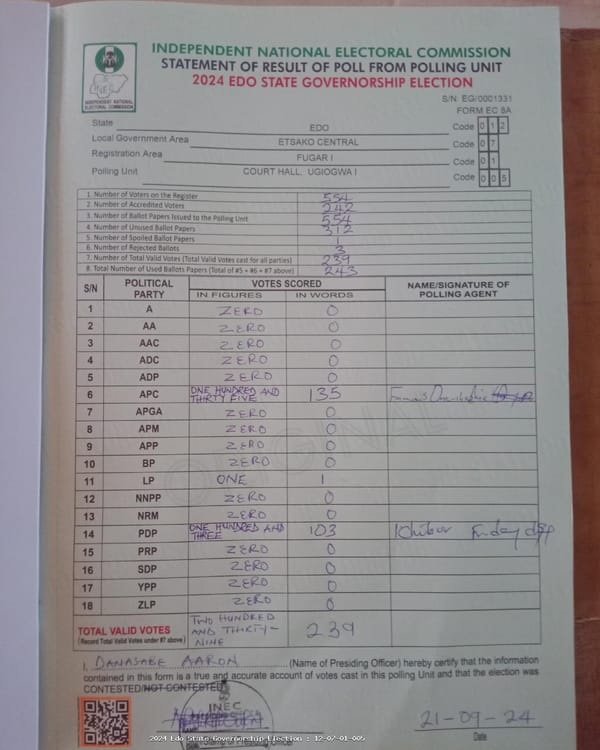 INEC
INDEPENDENT NATIONAL
ELECTORAL COMMISSION
INDEPENDENT NATIONAL ELECTORAL COMMISSION
STATEMENT OF RESULT OF POLL FROM POLLING UNIT
2024 EDO STATE GOVERNORSHIP ELECTION
S/N EG/0001331
FORM EC 8A
State EDO Code 0 1 2
Local Government Area ETSAKO CENTRAL Code 0 7
Registration Area FUGAR I Code 0 1
Polling Unit COURT HALL, UGIOGWA I Code 0 0 5
1. Number of Voters on the Register 554
2. Number of Accredited Voters 242
3. Number of Ballot Papers Issued to the Polling Unit 554
4. Number of Unused Ballot Papers 312
5. Number of Spoiled Ballot Papers 1
6. Number of Rejected Ballots 3
7. Number of Total Valid Votes (Total Valid Votes cast for all parties) 239
8. Total Number of Used Ballots Papers (Total of #5 + #6 + #7 above) 243
S/N POLITICAL PARTY VOTES SCORED NAME/SIGNATURE OF POLLING AGENT
IN FIGURES IN WORDS
1 A ZERO 0
2 AA ZERO 0
3 AAC ZERO 0
4 ADC ZERO 0
5 ADP ZERO 0
6 APC ONE HUNDRED AND THIRTY FIVE 135
7 APGA ZERO 0
8 APM ZERO 0
9 APP ZERO 0
10 BP ZERO 0
11 LP ONE 1
12 NNPP ZERO 0
13 NRM ZERO 0
14 PDP ONE HUNDRED AND THREE 103 Friday
15 PRP ZERO 0
16 SDP ZERO 0
17 YPP ZERO 0
18 ZLP ZERO 0
ORIGINAL
TOTAL VALID VOTES TWO HUNDRED AND THIRTY-NINE 239
(Record Total Valid Votes under #7 above)
I, DANASABE AARON (Name of Presiding Officer) hereby certify that the information
contained in this form is a true and accurate account of votes cast in this polling Unit and that the election was
CONTESTED/NOT CONTESTED
INEC
21-09-24
Date
2024 Edo State Governorship Election : 12-07-01-005